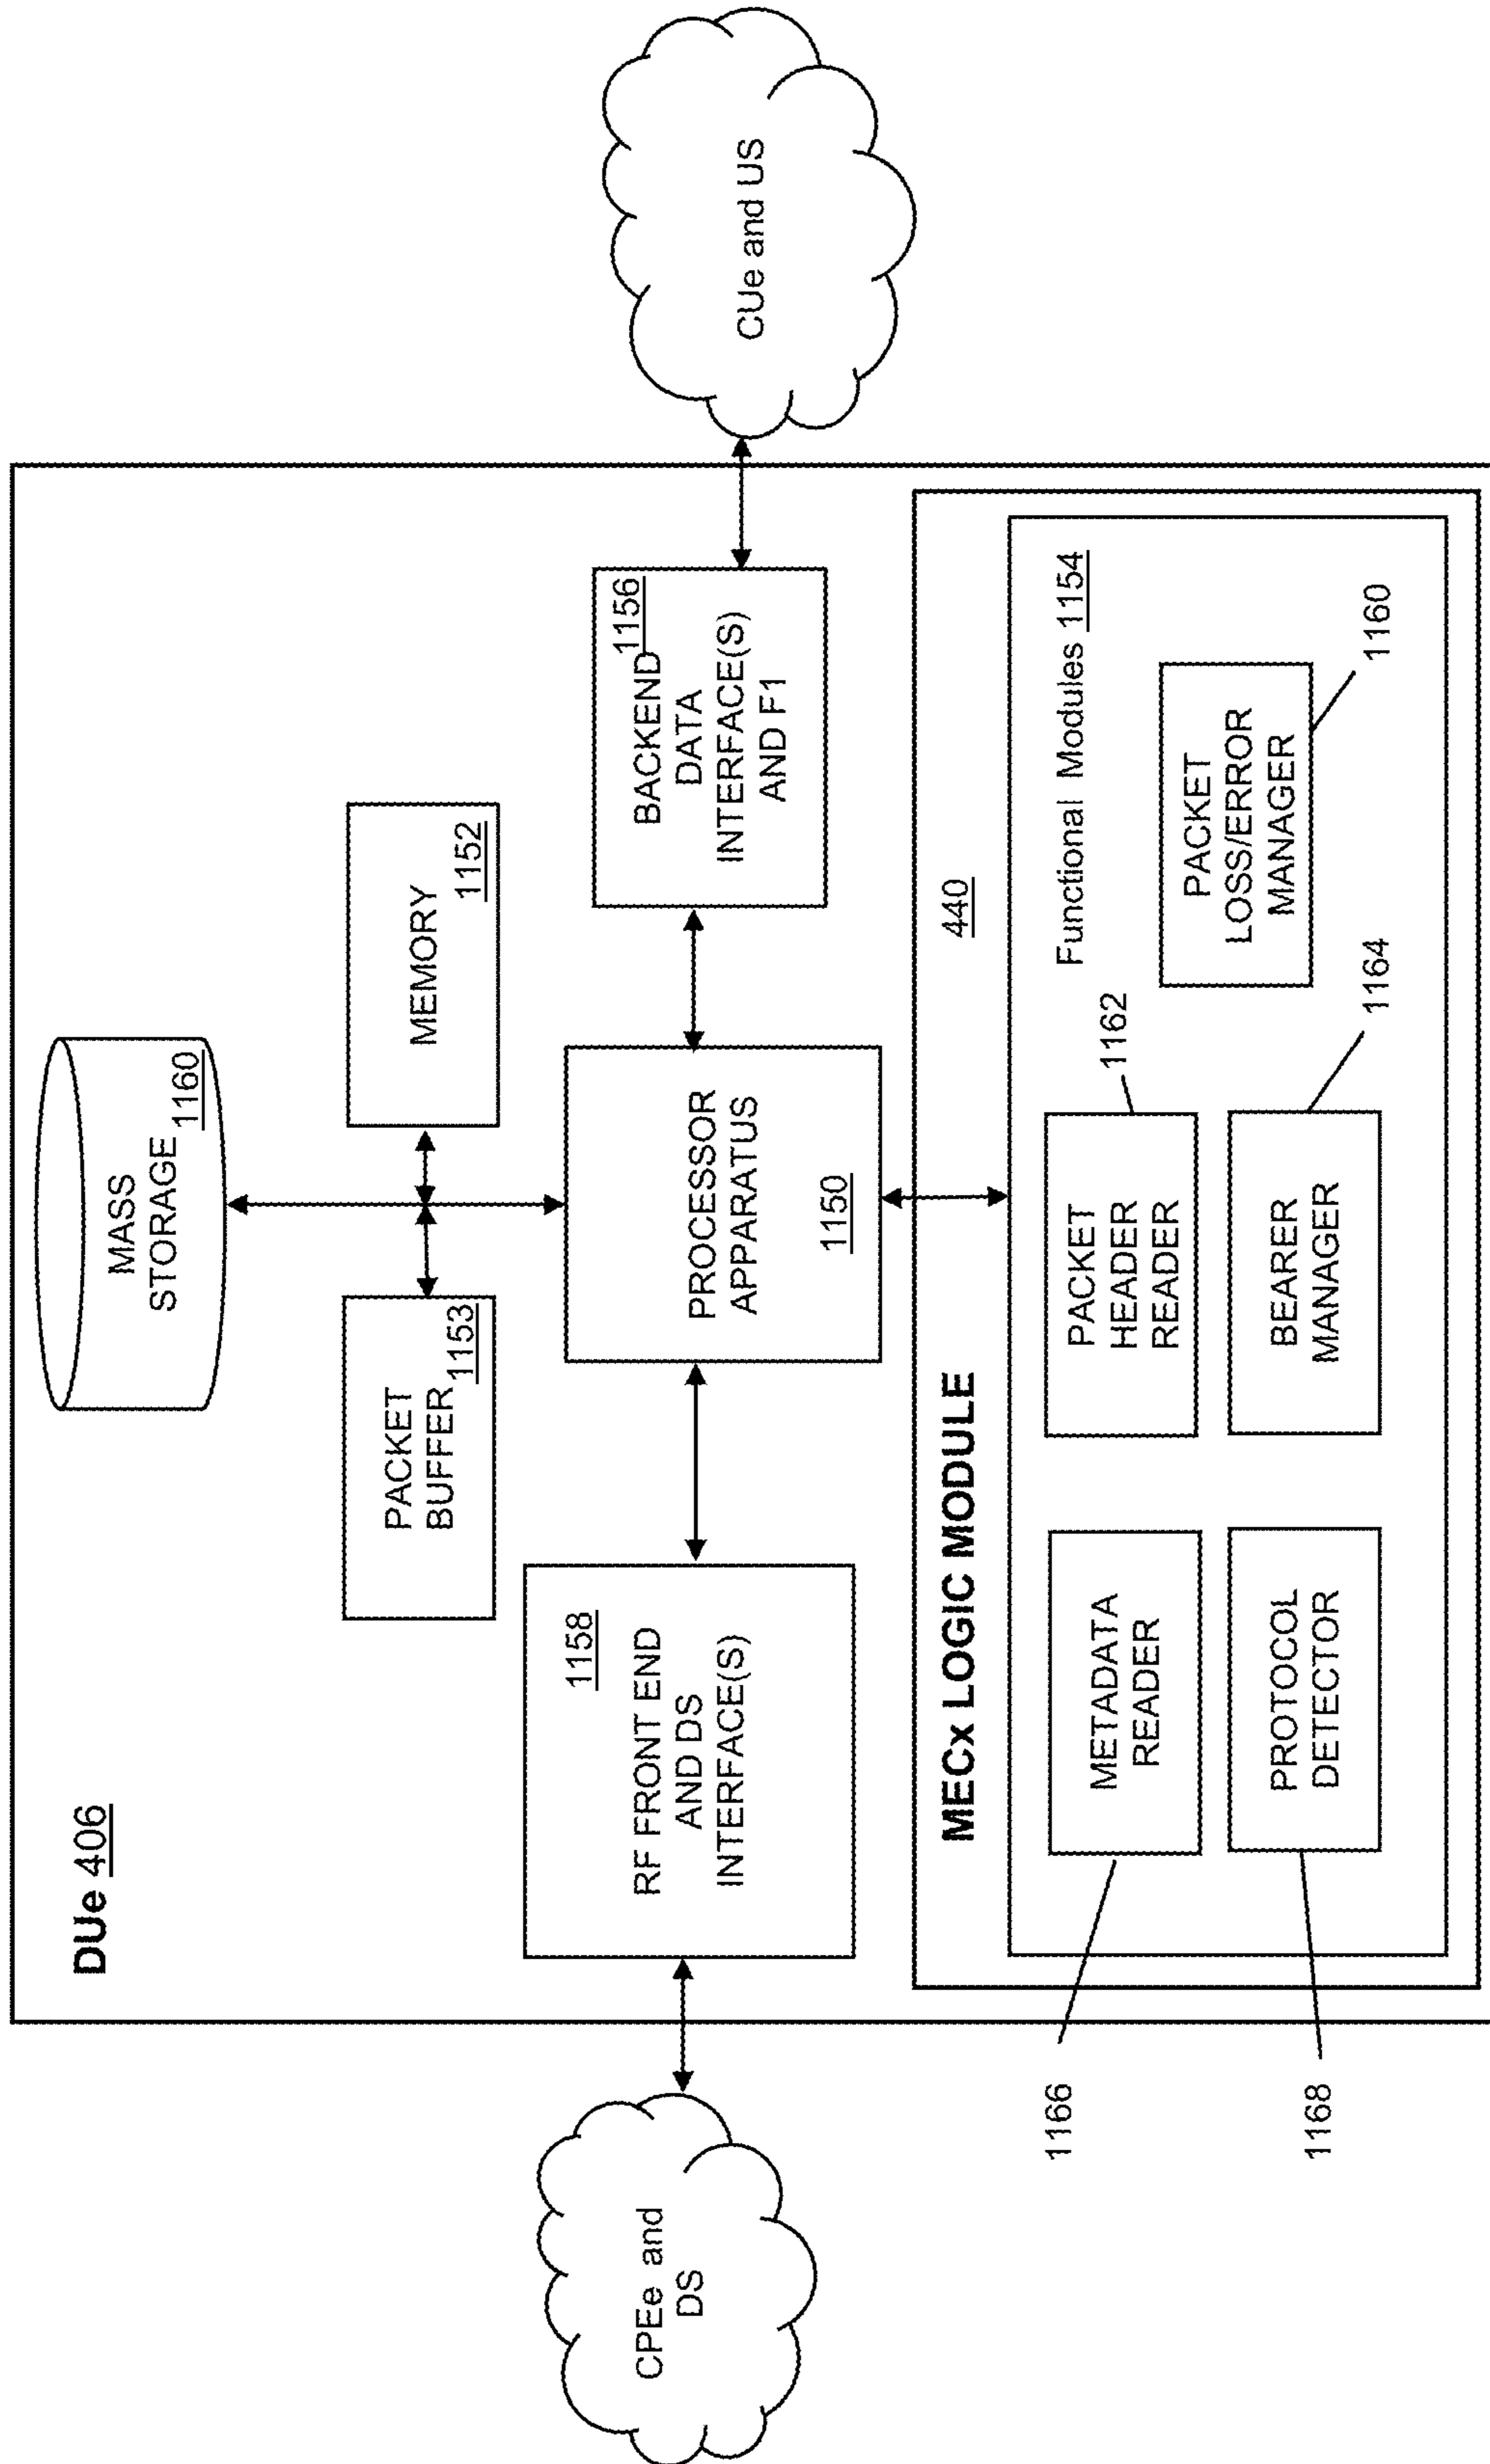 DUe 406
MASS
STORAGE
1160
PACKET
BUFFER
1153
MEMORY
1152
CPEe and
DS
1158
RF FRONT END
AND DS
INTERFACE(S)
PROCESSOR
APPARATUS
1150
1156
BACKEND
DATA
INTERFACE(S)
AND F1
CUe and US
MECx LOGIC MODULE
440
Functional Modules 1154
1166
METADATA
READER
PACKET
HEADER
READER
1162
PACKET
LOSS/ERROR
MANAGER
1160
1168
PROTOCOL
DETECTOR
BEARER
MANAGER
1164